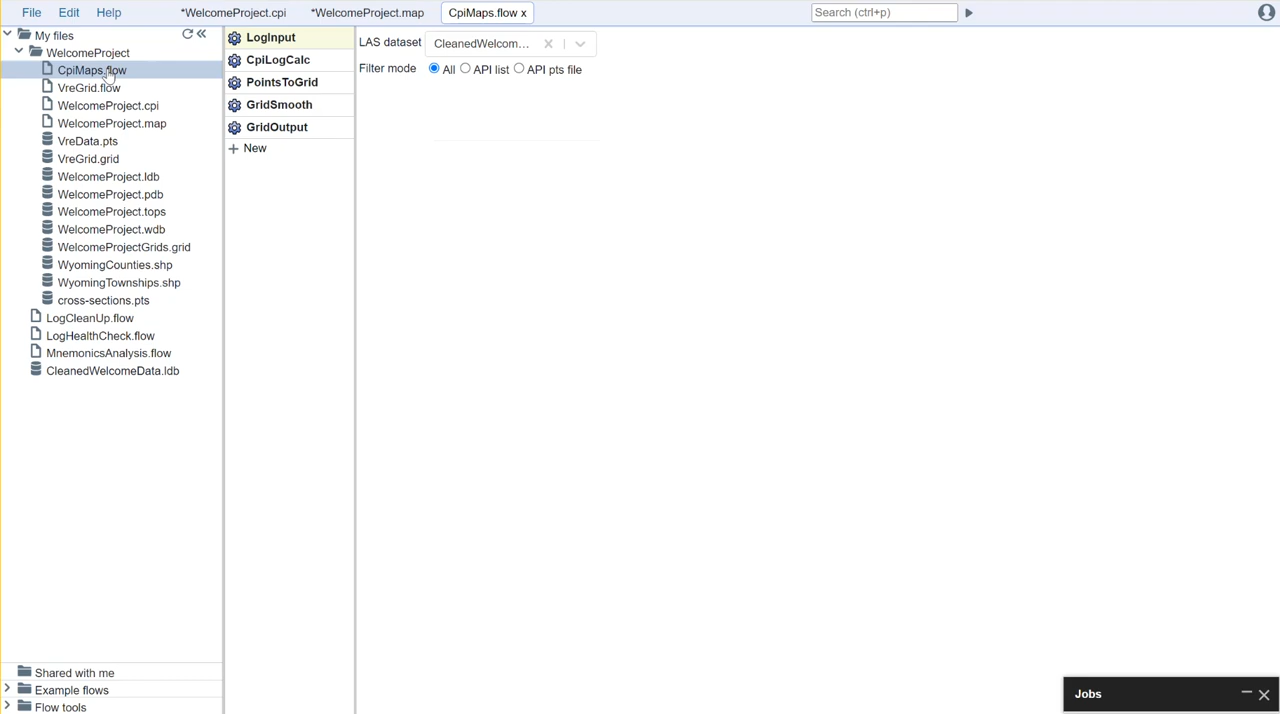 File Edit Help *WelcomeProject.cpi *WelcomeProject.map CpiMaps.flow x Search (ctrl+p)
My files
WelcomeProject
CpiMaps.flow
VreGrid.flow
WelcomeProject.cpi
WelcomeProject.map
VreData.pts
VreGrid.grid
WelcomeProject.ldb
WelcomeProject.pdb
WelcomeProject.tops
WelcomeProject.wdb
WelcomeProjectGrids.grid
WyomingCounties.shp
WyomingTownships.shp
cross-sections.pts
LogCleanUp.flow
LogHealthCheck.flow
MnemonicsAnalysis.flow
CleanedWelcomeData.ldb
Shared with me
Example flows
Flow tools
LogInput
CpiLogCalc
PointsToGrid
GridSmooth
GridOutput
+ New
LAS dataset CleanedWelcom...
Filter mode All API list API pts file
Jobs